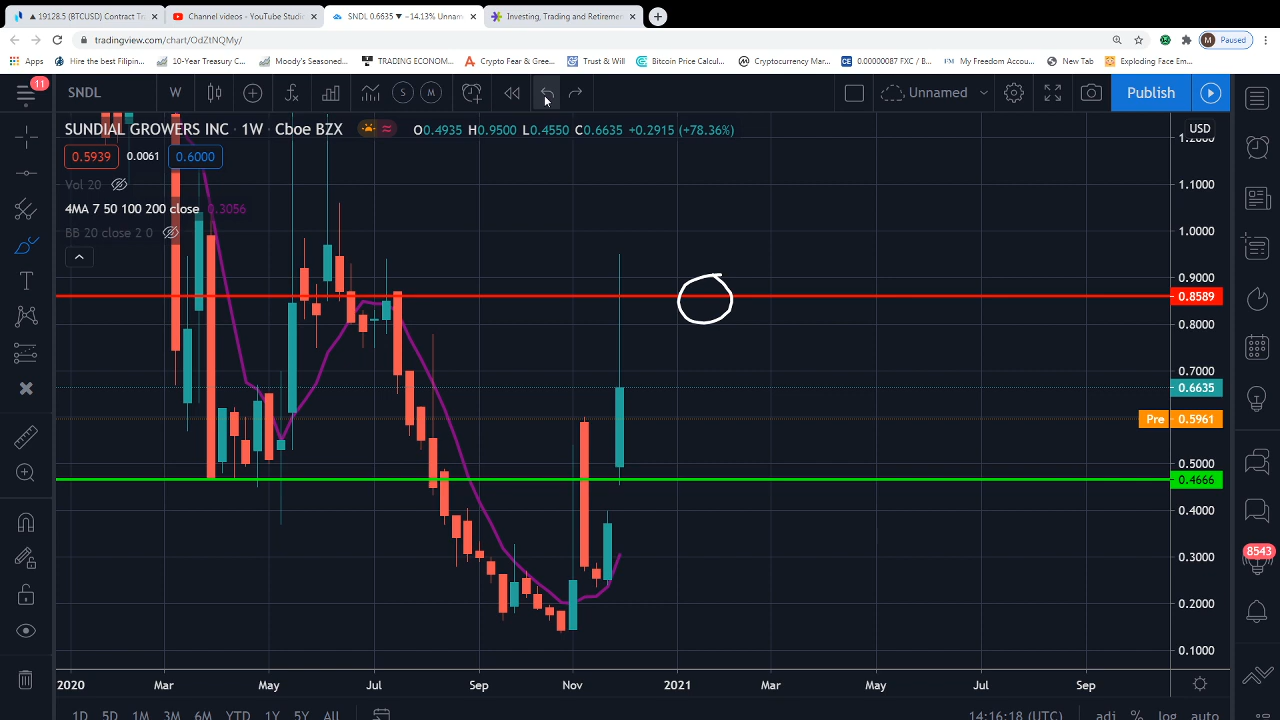 ▲ 19128.5 (BTCUSD) Contract Tr
Channel videos - YouTube Studio
SNDL 0.6635 ▼ −14.13% Unnam
Investing, Trading and Retiremen
tradingview.com/chart/OdZtNQMy/
M Paused
Apps
Hire the best Filipin...
10-Year Treasury C...
Moody's Seasoned...
TRADING ECONOM...
Crypto Fear & Gree...
Trust & Will
Bitcoin Price Calcul...
Cryptocurrency Mar...
CE 0.00000087 FXC / B...
My Freedom Accou...
New Tab
Exploding Face Em...
11
SNDL
W
S
M
Unnamed
Publish
SUNDIAL GROWERS INC · 1W · Cboe BZX
O0.4935 H0.9500 L0.4550 C0.6635 +0.2915 (+78.36%)
USD
0.5939 0.0061 0.6000
Vol 20
4MA 7 50 100 200 close 0.3056
BB 20 close 2 0
1.2000
1.1000
1.0000
0.9000
0.8589
0.8000
0.7000
0.6635
Pre 0.5961
0.5000
0.4666
0.4000
0.3000
0.2000
0.1000
8543
2020 Mar May Jul Sep Nov 2021 Mar May Jul Sep
1D 5D 1M 3M 6M YTD 1Y 5Y All
14:16:18 (UTC)
adj % log auto